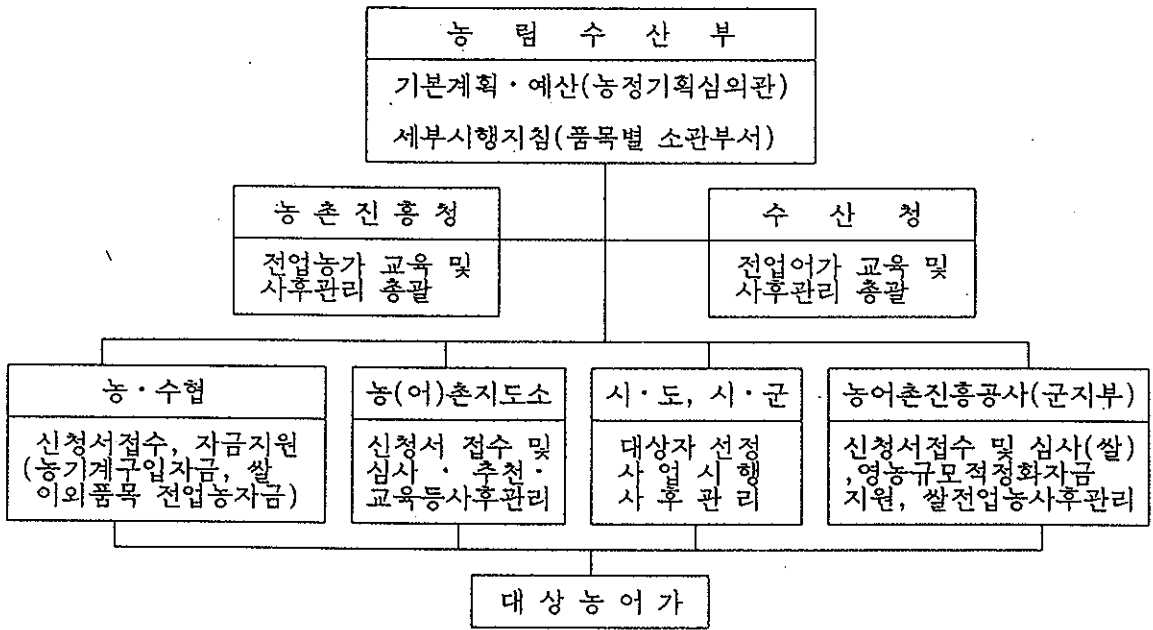 농 림 수 산 부
기본계획·예산(농정기획심의관)
세부시행지침(품목별 소관부서)
농 촌 진 흥 청
전업농가 교육 및
사후관리 총괄
수 산 청
전업어가 교육 및
사후관리 총괄
농·수협
신청서접수, 자금지원
(농기계구입자금, 쌀
이외품목 전업농자금)
농(어)촌지도소
신청서 접수 및
심사·추천·
교육등사후관리
시·도, 시·군
대상자 선정
사 업 시 행
사 후 관 리
농어촌진흥공사(군지부)
신청서접수 및 심사(쌀)
,영농규모적정화자금
지원, 쌀전업농사후관리
대 상 농 어 가